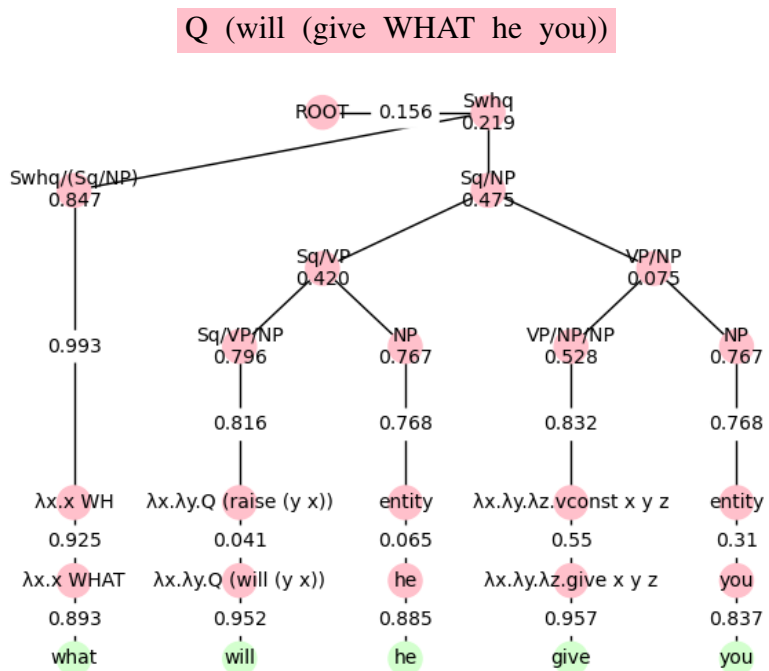 Q (will (give WHAT he you))
ROOT 0.156 Swhq
0.219
Swhq/(Sq/NP) Sq/NP
0.847 0.475
Sq/VP VP/NP
0.420 0.075
Sq/VP/NP NP VP/NP/NP NP
0.993 0.796 0.767 0.528 0.767
0.816 0.768 0.832 0.768
λx.x WH λx.λy.Q (raise (y x)) entity λx.λy.λz.vconst x y z entity
0.925 0.041 0.065 0.55 0.31
λx.x WHAT λx.λy.Q (will (y x)) he λx.λy.λz.give x y z you
0.893 0.952 0.885 0.957 0.837
what will he give you